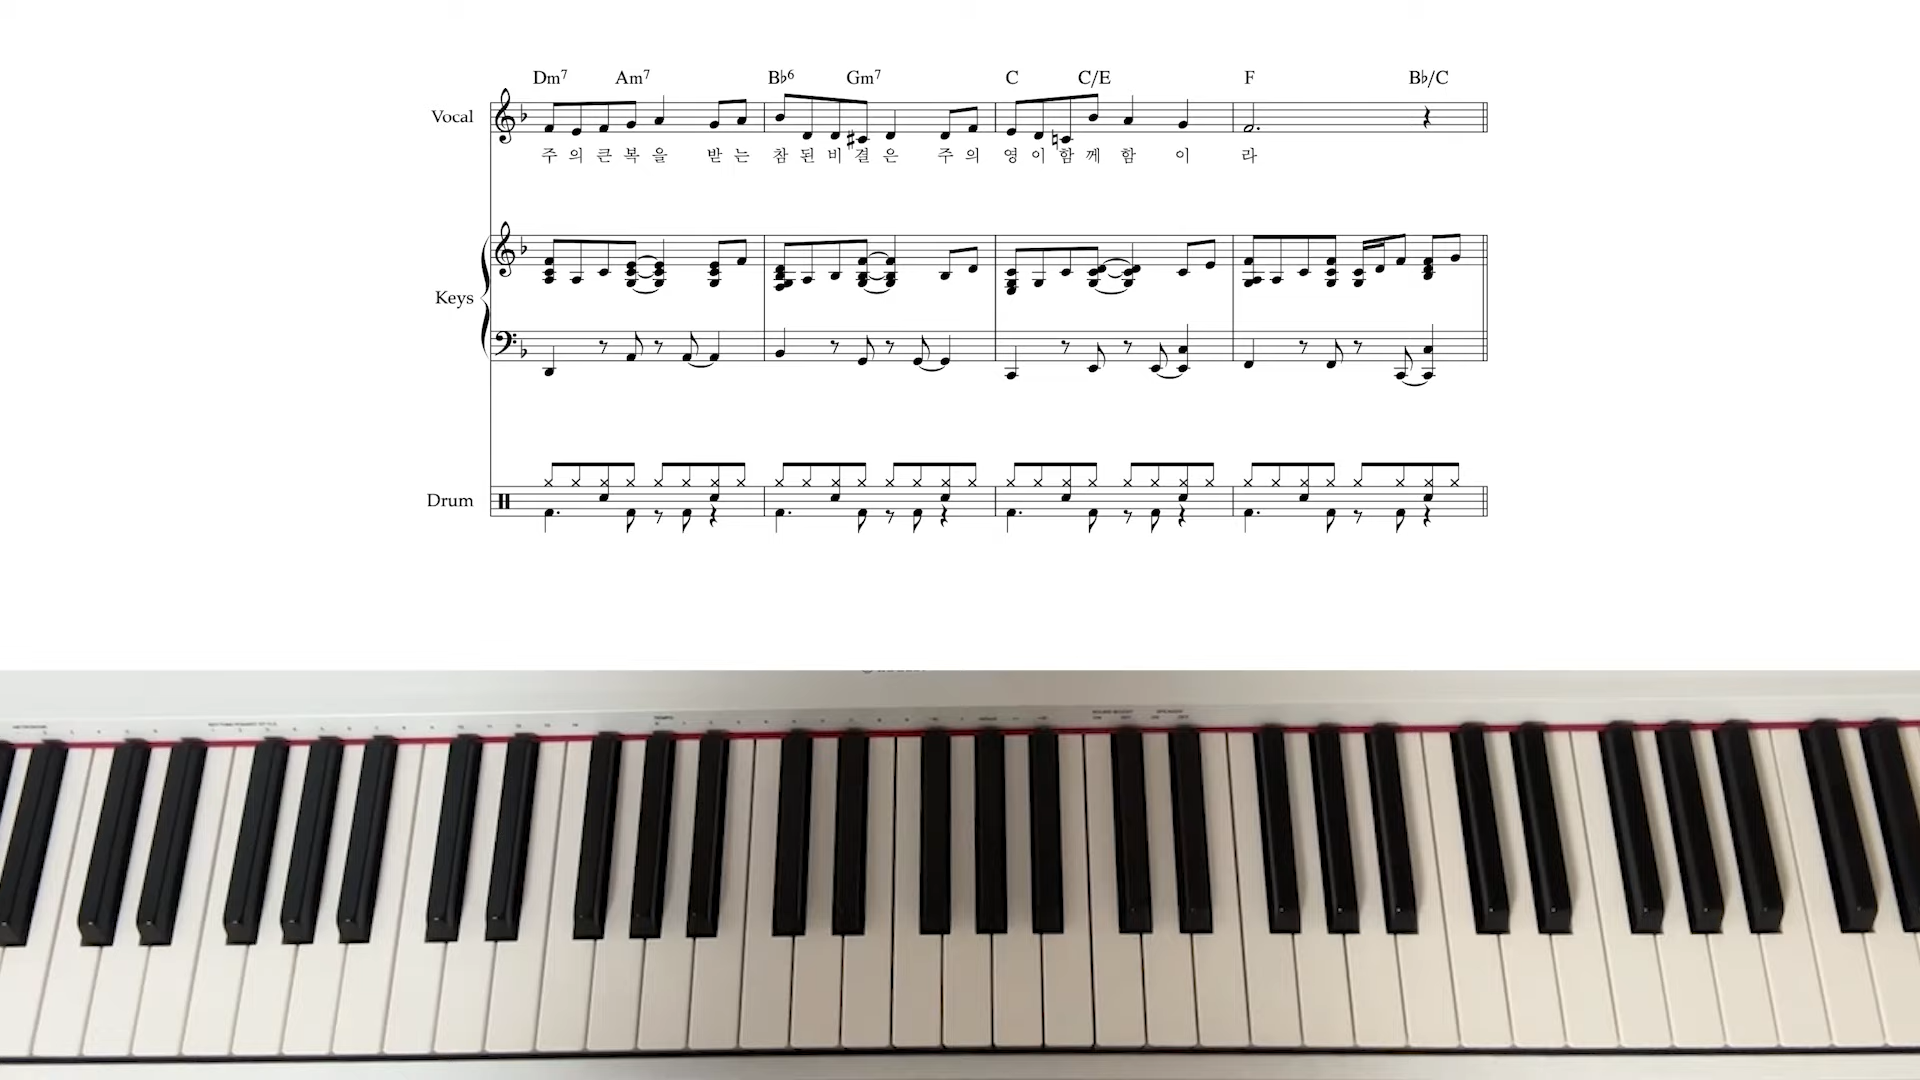 Dm7 Am7 B♭6 Gm7 C C/E F B♭/C
Vocal
주 의 큰 복 을 받 는 참 된 비 결 은 주 의 영 이 함 께 함 이 라
Keys
Drum